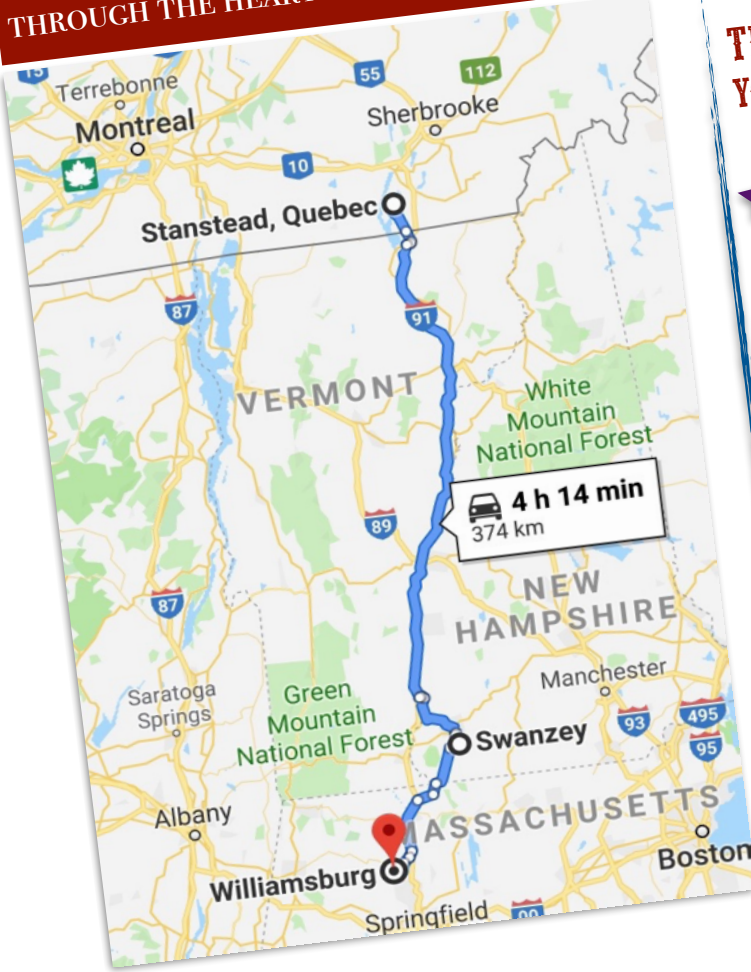 THROUGH THE HEART
15
Terrebonne
55
112
Montreal
Sherbrooke
10
Stanstead, Quebec
87
91
VERMONT
White
Mountain
National Forest
4 h 14 min
374 km
89
87
NEW
HAMPSHIRE
Saratoga
Springs
Green
Mountain
National Forest
Manchester
93
495
95
Swanzey
Albany
MASSACHUSETTS
Boston
Williamsburg
Springfield
90